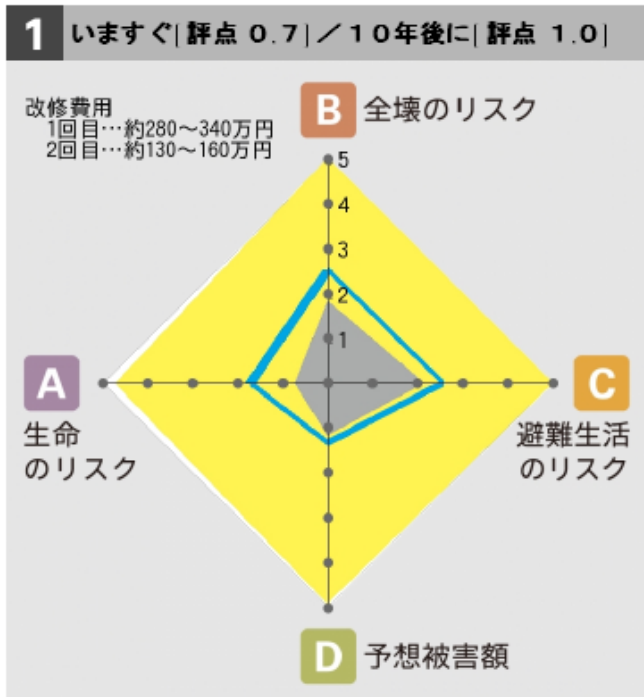 1 いますぐ[評点 0.7]/10年後に[評点 1.0]
改修費用
1回目…約280〜340万円
2回目…約130〜160万円
B 全壊のリスク
5
4
3
2
1
A
生命
のリスク
C
避難生活
のリスク
D 予想被害額